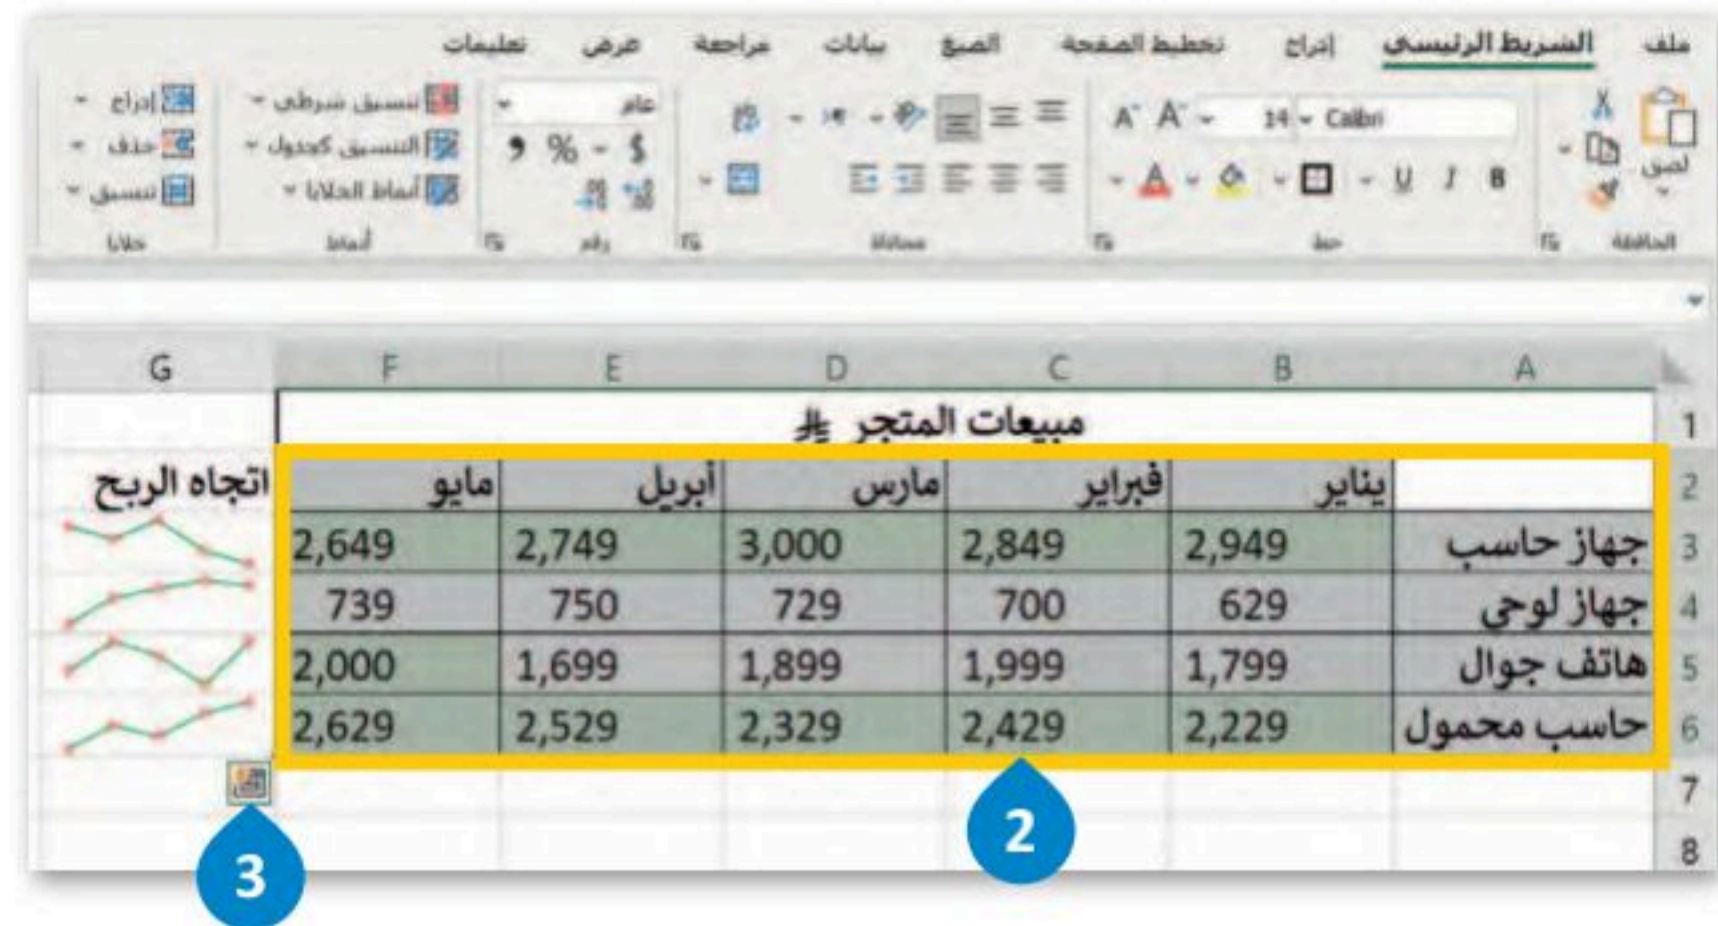 ملف الشريط الرئيسي إدراج تخطيط الصفحة الصيغ بيانات مراجعة عرض تعليمات
لصق
Calibri 14 A A عام تنسيق شرطي إدراج
B I U A $ % التنسيق كجدول حذف
أنماط الخلايا تنسيق
الحافظة خط محاذاة رقم أنماط خلايا
A B C D E F G
1 مبيعات المتجر
2 يناير فبراير مارس أبريل مايو اتجاه الربح
3 جهاز حاسب 2,949 2,849 3,000 2,749 2,649
4 جهاز لوحي 629 700 729 750 739
5 هاتف جوال 1,799 1,999 1,899 1,699 2,000
6 حاسب محمول 2,229 2,429 2,329 2,529 2,629
7
8
2
3